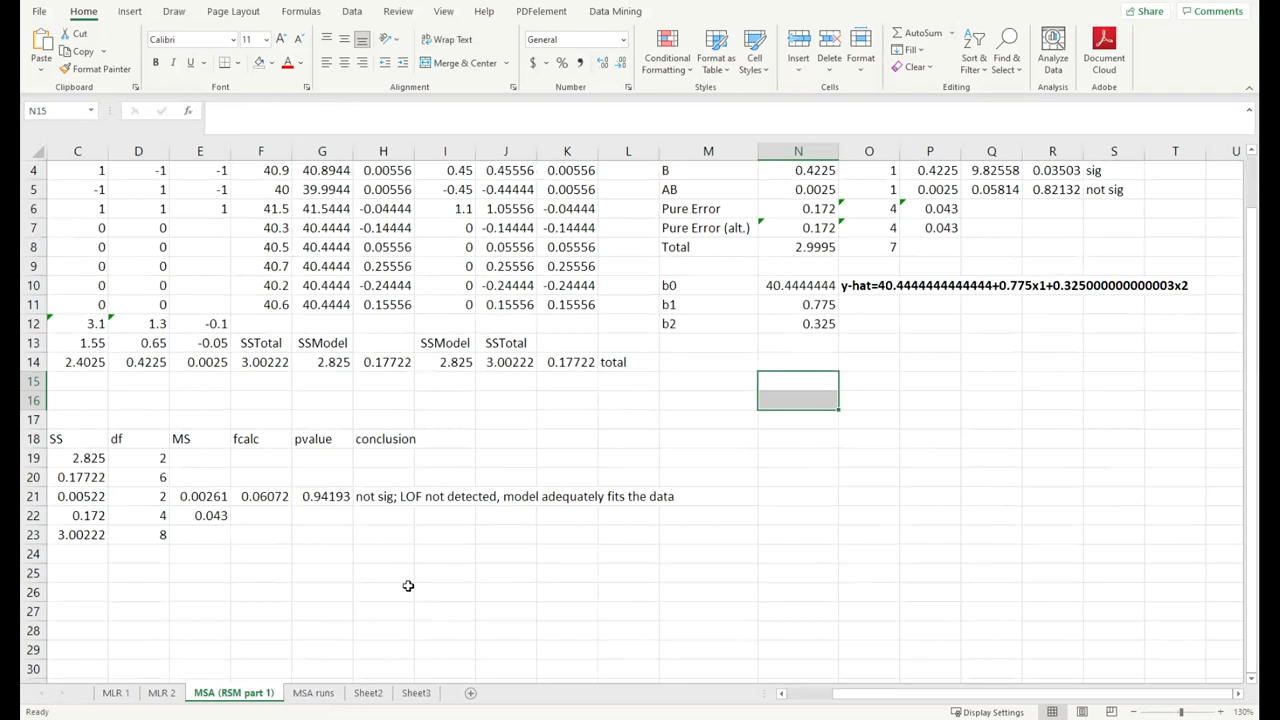 File Home Insert Draw Page Layout Formulas Data Review View Help PDFelement Data Mining Share Comments
Cut Calibri 11 Wrap Text General AutoSum
Copy Fill
Paste Format Painter Merge & Center Conditional Formatting Format as Table Cell Styles Insert Delete Format Clear Sort & Filter Find & Select Analyze Data Document Cloud
Clipboard Font Alignment Number Styles Cells Editing Analysis Adobe
N15
C D E F G H I J K L M N O P Q R S T U
4 1 -1 -1 40.9 40.8944 0.00556 0.45 0.45556 0.00556 B 0.4225 1 0.4225 9.82558 0.03503 sig
5 -1 1 -1 40 39.9944 0.00556 -0.45 -0.44444 0.00556 AB 0.0025 1 0.0025 0.05814 0.82132 not sig
6 1 1 1 41.5 41.5444 -0.04444 1.1 1.05556 -0.04444 Pure Error 0.172 4 0.043
7 0 0 40.3 40.4444 -0.14444 0 -0.14444 -0.14444 Pure Error (alt.) 0.172 4 0.043
8 0 0 40.5 40.4444 0.05556 0 0.05556 0.05556 Total 2.9995 7
9 0 0 40.7 40.4444 0.25556 0 0.25556 0.25556
10 0 0 40.2 40.4444 -0.24444 0 -0.24444 -0.24444 b0 40.4444444 y-hat=40.4444444444444+0.775x1+0.325000000000003x2
11 0 0 40.6 40.4444 0.15556 0 0.15556 0.15556 b1 0.775
12 3.1 1.3 -0.1 b2 0.325
13 1.55 0.65 -0.05 SSTotal SSModel SSModel SSTotal
14 2.4025 0.4225 0.0025 3.00222 2.825 0.17722 2.825 3.00222 0.17722 total
15
16
17
18 SS df MS fcalc pvalue conclusion
19 2.825 2
20 0.17722 6
21 0.00522 2 0.00261 0.06072 0.94193 not sig; LOF not detected, model adequately fits the data
22 0.172 4 0.043
23 3.00222 8
24
25
26
27
28
29
30
MLR 1 MLR 2 MSA (RSM part 1) MSA runs Sheet2 Sheet3
Ready Display Settings 130%